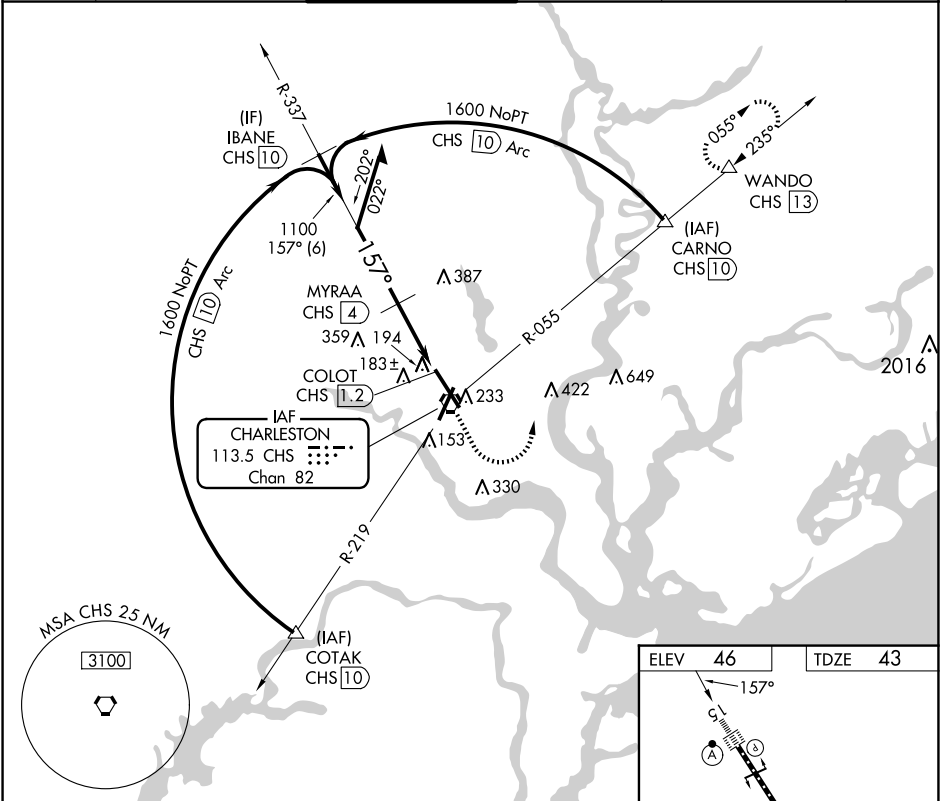 R-337
(IF)
IBANE
CHS 10
1600 NoPT
CHS 10 Arc
055°
235°
WANDO
CHS 13
202°
022°
1100
157° (6)
(IAF)
CARNO
CHS 10
157°
1600 NoPT
CHS 10 Arc
MYRAA
CHS 4
387
R-055
359 194
183±
2016
COLOT
CHS 1.2
233
422
649
IAF
CHARLESTON
113.5 CHS
Chan 82
153
330
R-219
MSA CHS 25 NM
3100
(IAF)
COTAK
CHS 10
ELEV 46
TDZE 43
157°
15
A
P